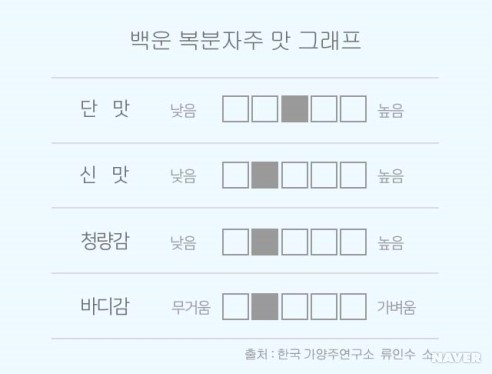 백운 복분자주 맛 그래프
단 맛 낮음 높음
신 맛 낮음 높음
청량감 낮음 높음
바디감 무거움 가벼움
출처 : 한국 가양주연구소 류인수 소
NAVER